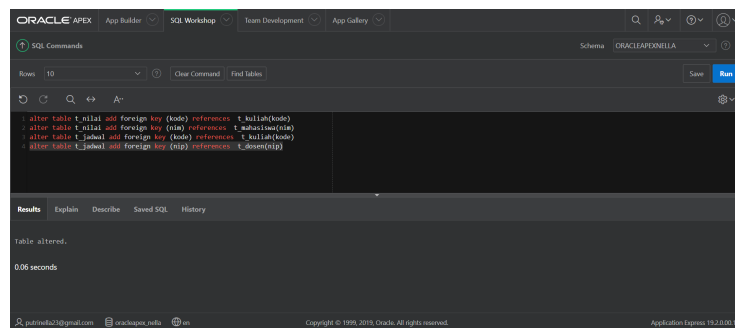 ORACLE APEX App Builder SQL Workshop Team Development App Gallery
SQL Commands Schema ORACLEAPEXNELLA
Rows 10 Clear Command Find Tables Save Run
A
1 alter table t_nilai add foreign key (kode) references t_kuliah(kode)
2 alter table t_nilai add foreign key (nim) references t_mahasiswa(nim)
3 alter table t_jadwal add foreign key (kode) references t_kuliah(kode)
4 alter table t_jadwal add foreign key (nip) references t_dosen(nip)
Results Explain Describe Saved SQL History
Table altered.
0.06 seconds
putrinella23@gmail.com oracleapex_nella en Copyright © 1999, 2019, Oracle. All rights reserved. Application Express 19.2.0.00.